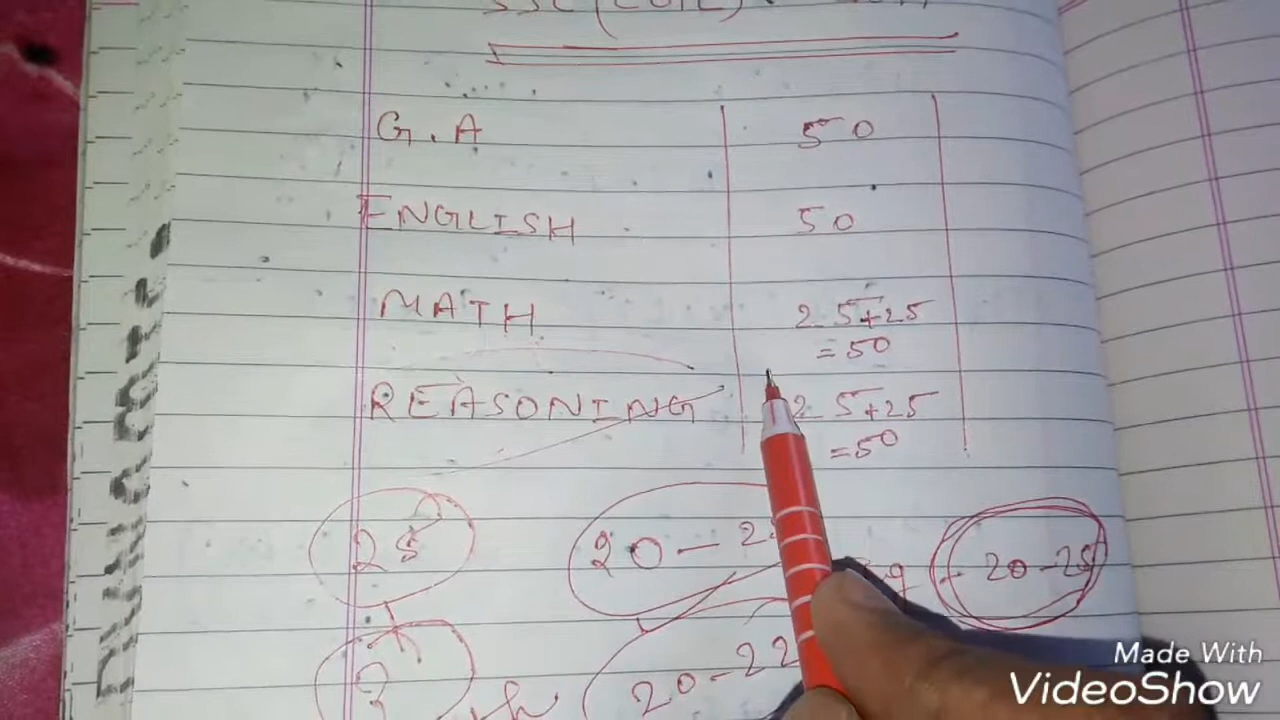 G.A 50
ENGLISH 50
MATH 25+25
=50
REASONING 25+25
=50
25 20-2 20-25
20-22
Made With
VideoShow